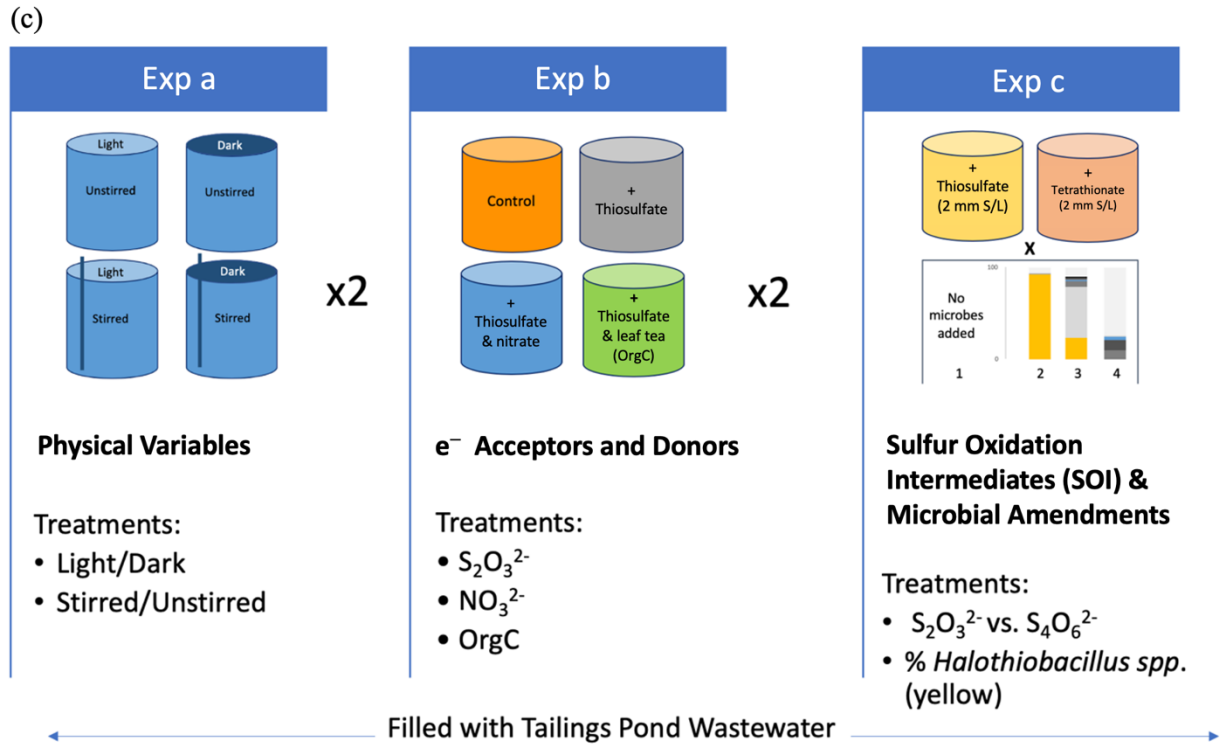 (c)
Exp a
Light
Unstirred
Dark
Unstirred
Light
Stirred
Dark
Stirred
x2
Physical Variables
Treatments:
• Light/Dark
• Stirred/Unstirred
Exp b
Control
+
Thiosulfate
+
Thiosulfate
& nitrate
+
Thiosulfate
& leaf tea
(OrgC)
x2
e⁻ Acceptors and Donors
Treatments:
• S₂O₃²⁻
• NO₃²⁻
• OrgC
Exp c
+
Thiosulfate
(2 mm S/L)
+
Tetrathionate
(2 mm S/L)
x
No
microbes
added
1
100
0
2
3
4
Sulfur Oxidation
Intermediates (SOI) &
Microbial Amendments
Treatments:
• S₂O₃²⁻ vs. S₄O₆²⁻
• % Halothiobacillus spp.
(yellow)
Filled with Tailings Pond Wastewater